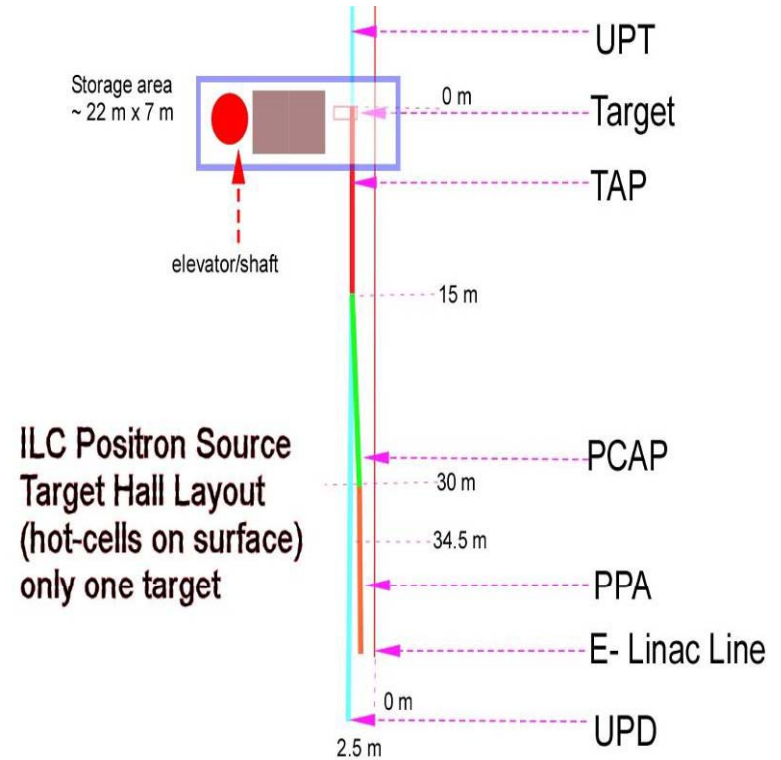 UPT
Storage area
~ 22 m x 7 m
0 m
Target
TAP
elevator/shaft
15 m
ILC Positron Source
Target Hall Layout
(hot-cells on surface)
only one target
PCAP
30 m
34.5 m
PPA
E- Linac Line
0 m
UPD
2.5 m